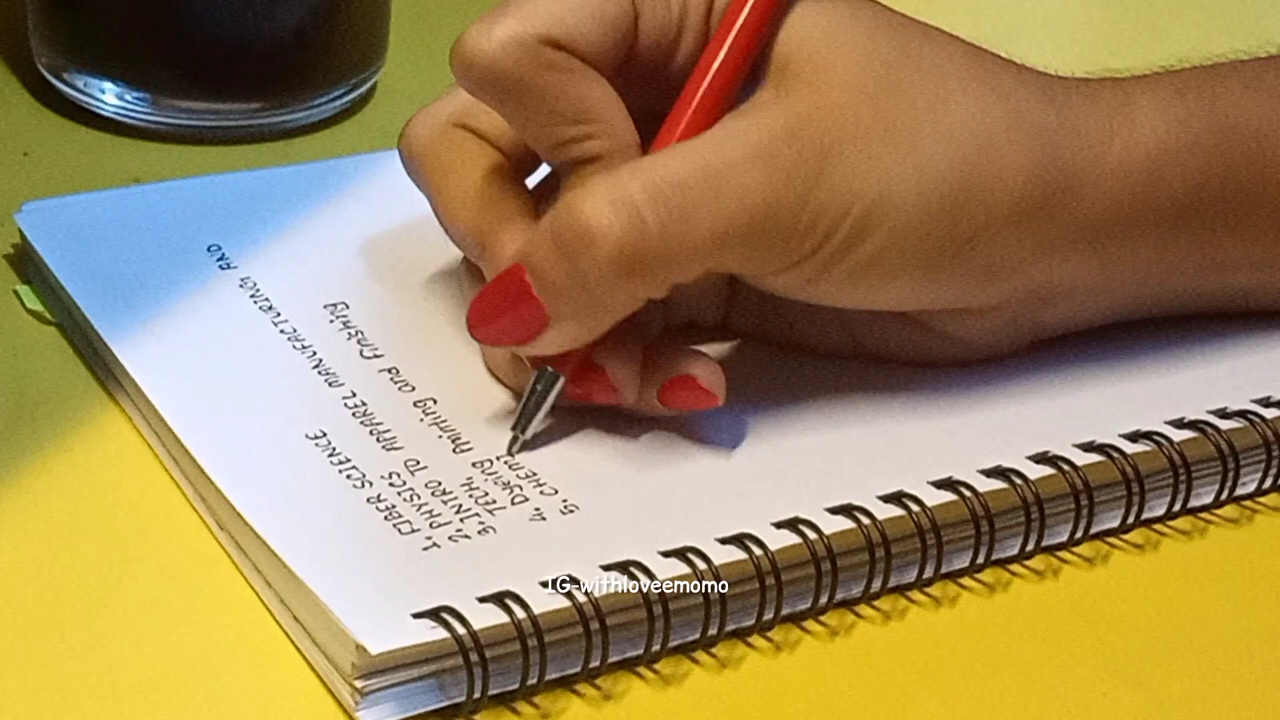 1. FIBER SCIENCE
2. PHYSICS
3. INTRO TO APPAREL MANUFACTURING AND
TECH.
4. Dyeing Printing and Finishing
5. CHEMI
IG-withloveemomo